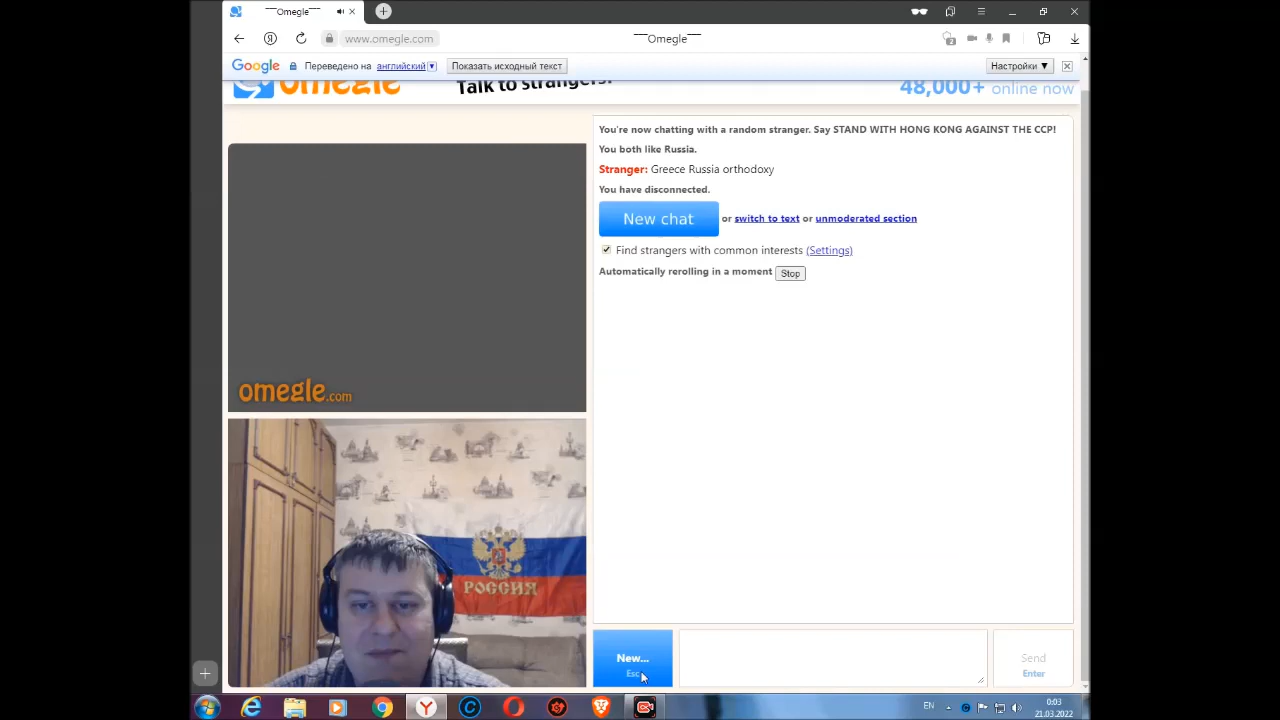 Omegle
www.omegle.com
Omegle
Google Переведено на английский Показать исходный текст Настройки ▼
omegle Talk to strangers! 48,000+ online now
You're now chatting with a random stranger. Say STAND WITH HONG KONG AGAINST THE CCP!
You both like Russia.
Stranger: Greece Russia orthodoxy
You have disconnected.
New chat or switch to text or unmoderated section
Find strangers with common interests (Settings)
Automatically rerolling in a moment Stop
omegle.com
РОССИЯ
New...
Esc
Send
Enter
EN
0:03
21.03.2022